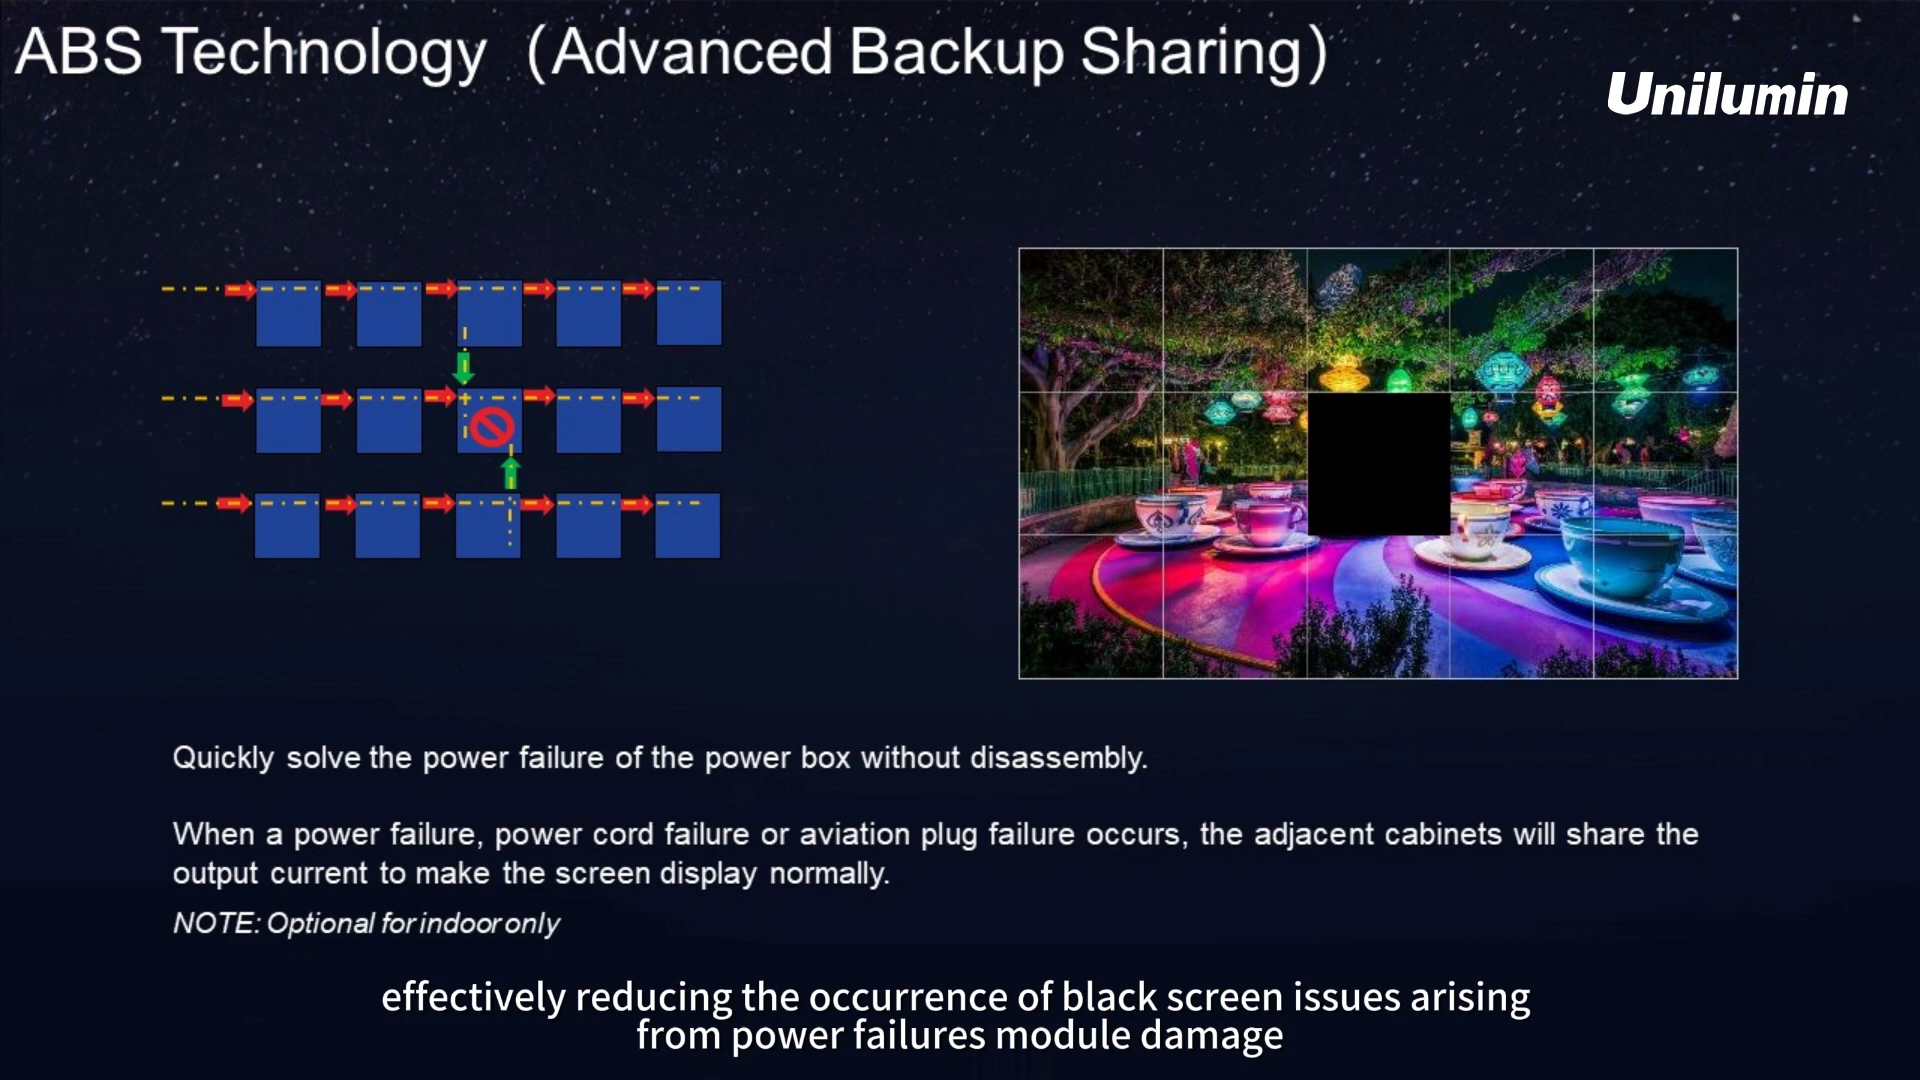 ABS Technology（Advanced Backup Sharing）
Unilumin
Quickly solve the power failure of the power box without disassembly.
When a power failure, power cord failure or aviation plug failure occurs, the adjacent cabinets will share the
output current to make the screen display normally.
NOTE: Optional for indoor only
effectively reducing the occurrence of black screen issues arising
from power failures module damage